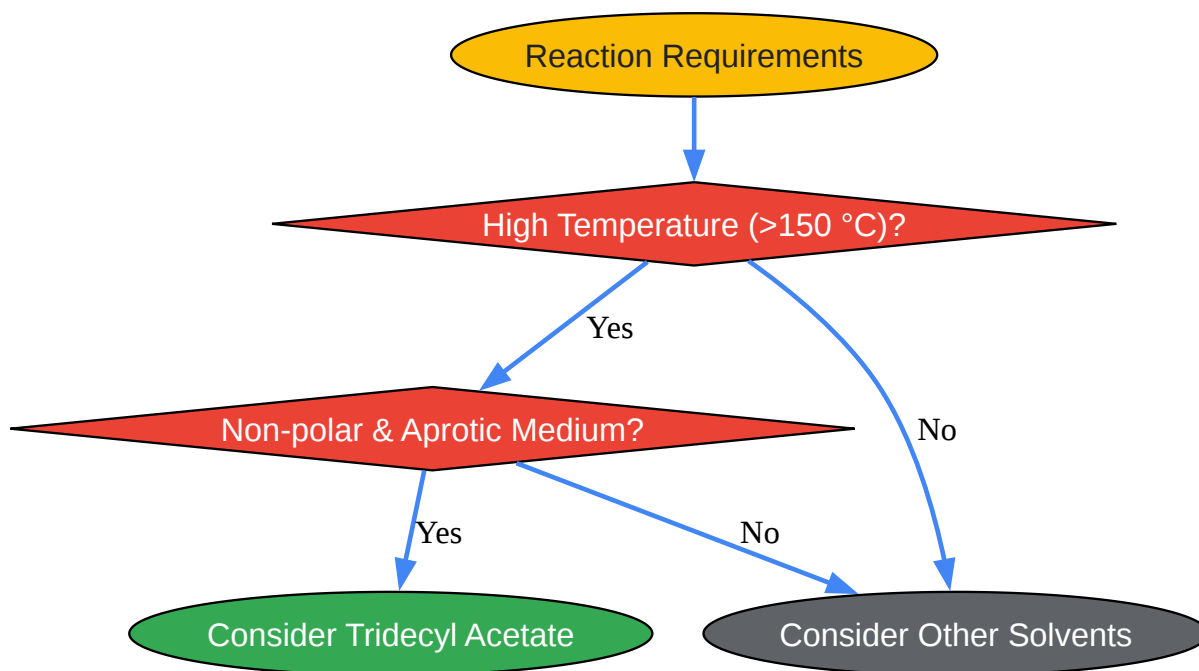 Reaction Requirements
High Temperature (>150 °C)?
Yes
Non-polar & Aprotic Medium?
No
Yes
No
Consider Tridecyl Acetate
Consider Other Solvents